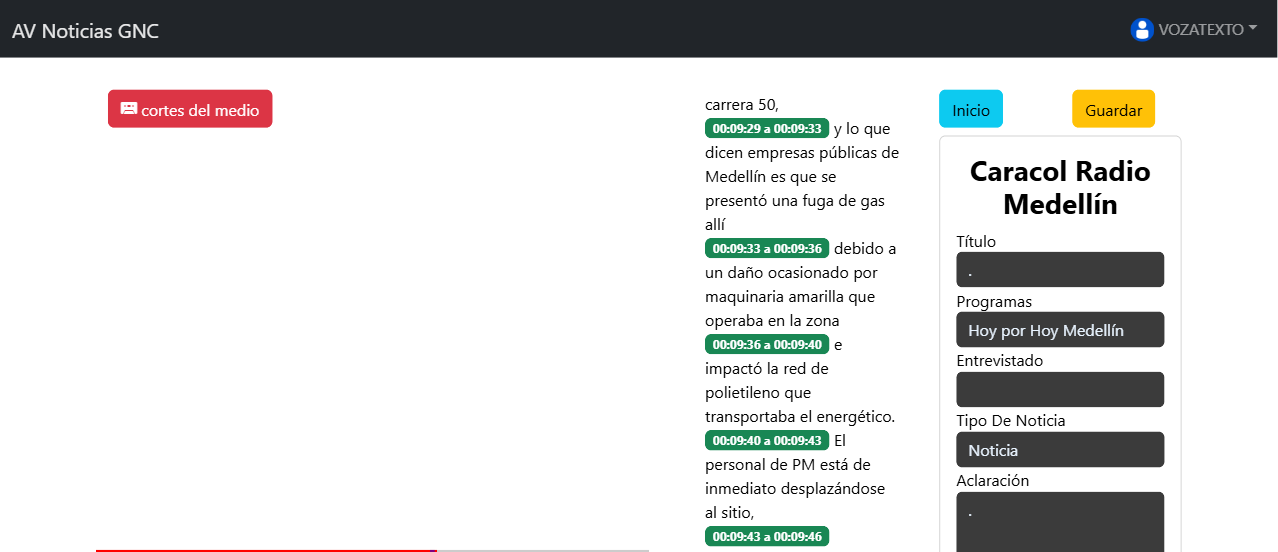 AV Noticias GNC
VOZATEXTO
cortes del medio
carrera 50,
00:09:29 a 00:09:33 y lo que
dicen empresas públicas de
Medellín es que se
presentó una fuga de gas
allí
00:09:33 a 00:09:36 debido a
un daño ocasionado por
maquinaria amarilla que
operaba en la zona
00:09:36 a 00:09:40 e
impactó la red de
polietileno que
transportaba el energético.
00:09:40 a 00:09:43 El
personal de PM está de
inmediato desplazándose
al sitio,
00:09:43 a 00:09:46
Inicio
Guardar
Caracol Radio
Medellín
Título
.
Programas
Hoy por Hoy Medellín
Entrevistado
Tipo De Noticia
Noticia
Aclaración
.